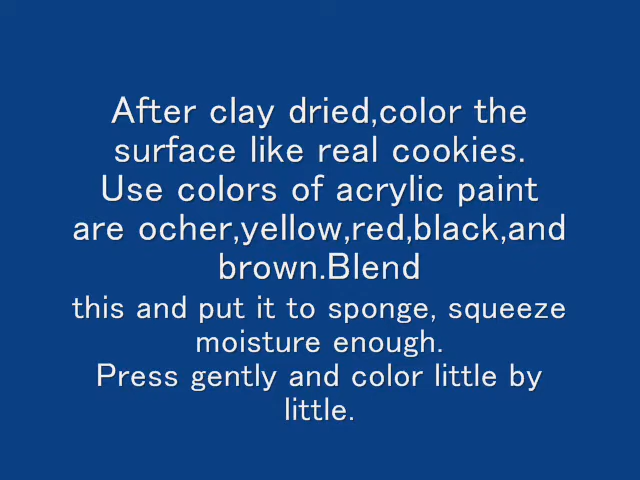 After clay dried,color the
surface like real cookies.
Use colors of acrylic paint
are ocher,yellow,red,black,and
brown.Blend
this and put it to sponge, squeeze
moisture enough.
Press gently and color little by
little.